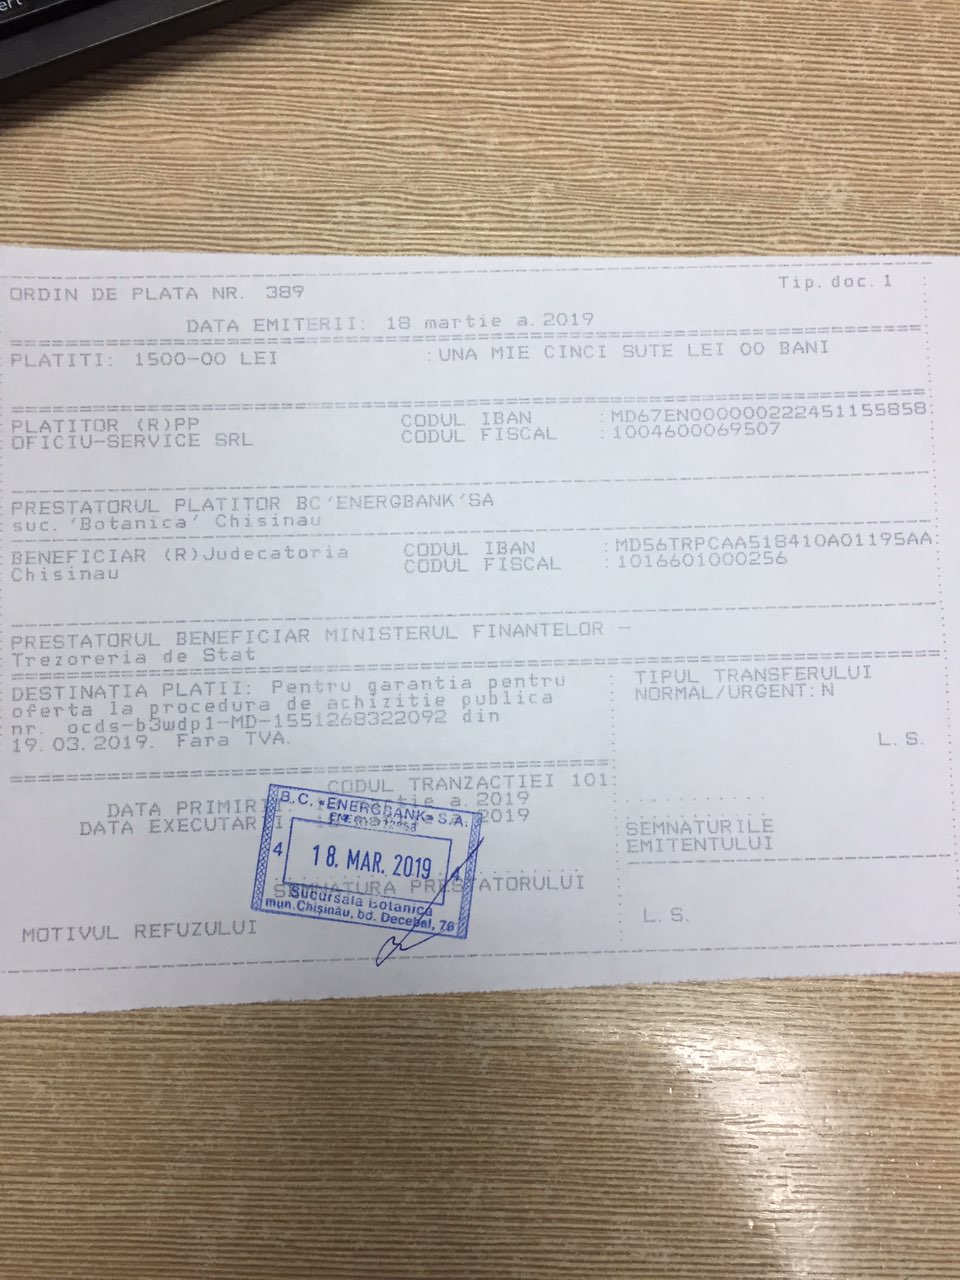 ORDIN DE PLATA NR. 389
Tip. doc. 1
DATA EMITERII: 18 martie a. 2019
PLATITI: 1500-00 LEI :UNA MIE CINCI SUTE LEI 00 BANI
PLATITOR (R)PP CODUL IBAN :MD67EN000000222451155858:
OFICIU-SERVICE SRL CODUL FISCAL :1004600069507
PRESTATORUL PLATITOR BC'ENERGBANK'SA
suc. 'Botanica' Chisinau
BENEFICIAR (R)Judecatoria CODUL IBAN :MD56TRPCAA518410A01195AA:
Chisinau CODUL FISCAL :1016601000256
PRESTATORUL BENEFICIAR MINISTERUL FINANTELOR -
Trezoreria de Stat
DESTINATIA PLATII: Pentru garantia pentru
oferta la procedura de achizitie publica
nr. ocds-b3wdp1-MD-1551268322092 din
19.03.2019. Fara TVA.
TIPUL TRANSFERULUI
NORMAL/URGENT:N
L.S.
CODUL TRANZACTIEI 101:
DATA PRIMIRI a. 2019
DATA EXECUTARI 2019
SEMNATURILE
EMITENTULUI
B.C. «ENERGBANK» S.A.
4 18. MAR. 2019 4
SEMNATURA PRESTATORULUI
Sucursala Botanica
mun.Chişinău, bd. Decebal, 76
L.S.
MOTIVUL REFUZULUI